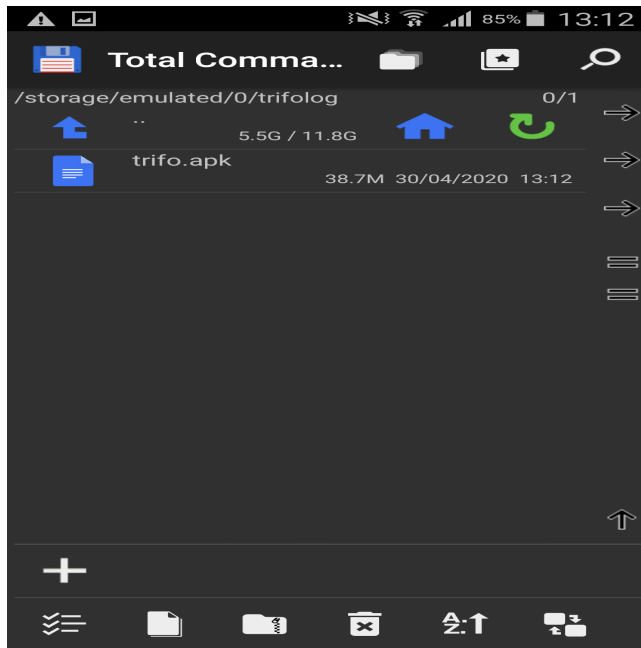 85% 13:12
Total Comma...
/storage/emulated/0/trifolog 0/1
..
5.5G / 11.8G
trifo.apk
38.7M 30/04/2020 13:12
A
Z: